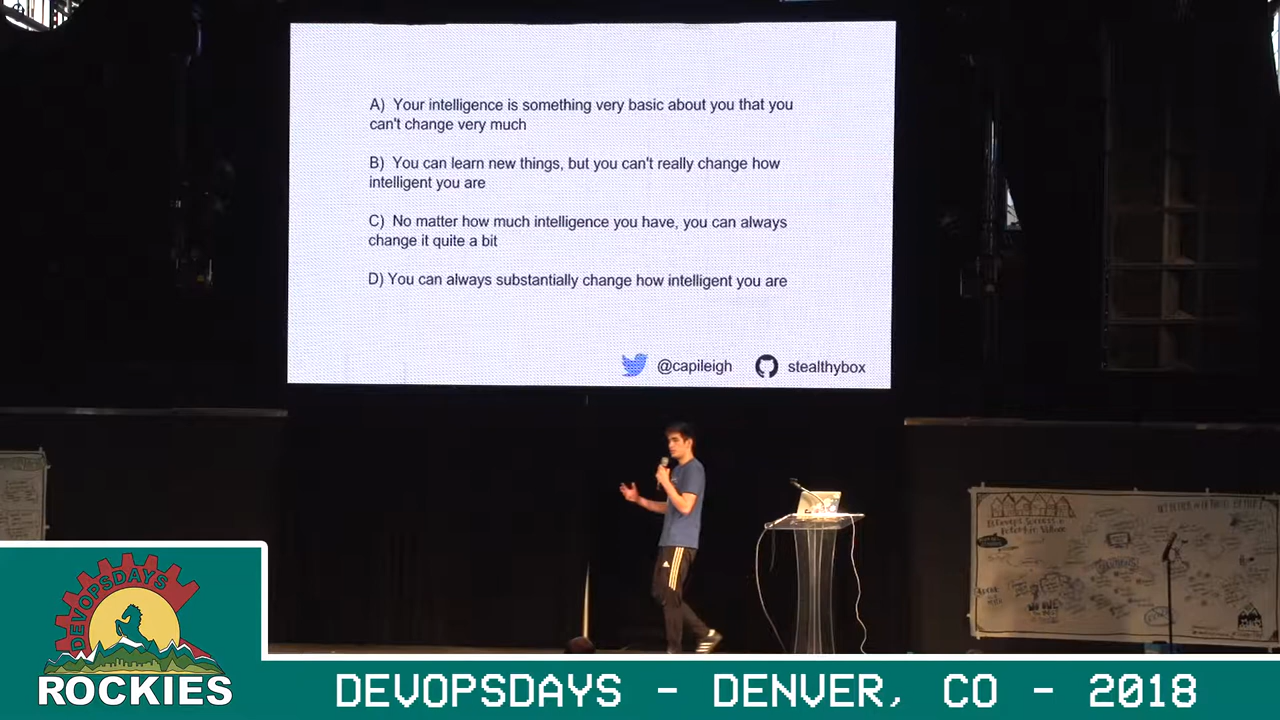 A) Your intelligence is something very basic about you that you
can't change very much
B) You can learn new things, but you can't really change how
intelligent you are
C) No matter how much intelligence you have, you can always
change it quite a bit
D) You can always substantially change how intelligent you are
@capileigh stealthybox
DEVOPSDAYS
ROCKIES
DEVOPSDAYS - DENVER, CO - 2018